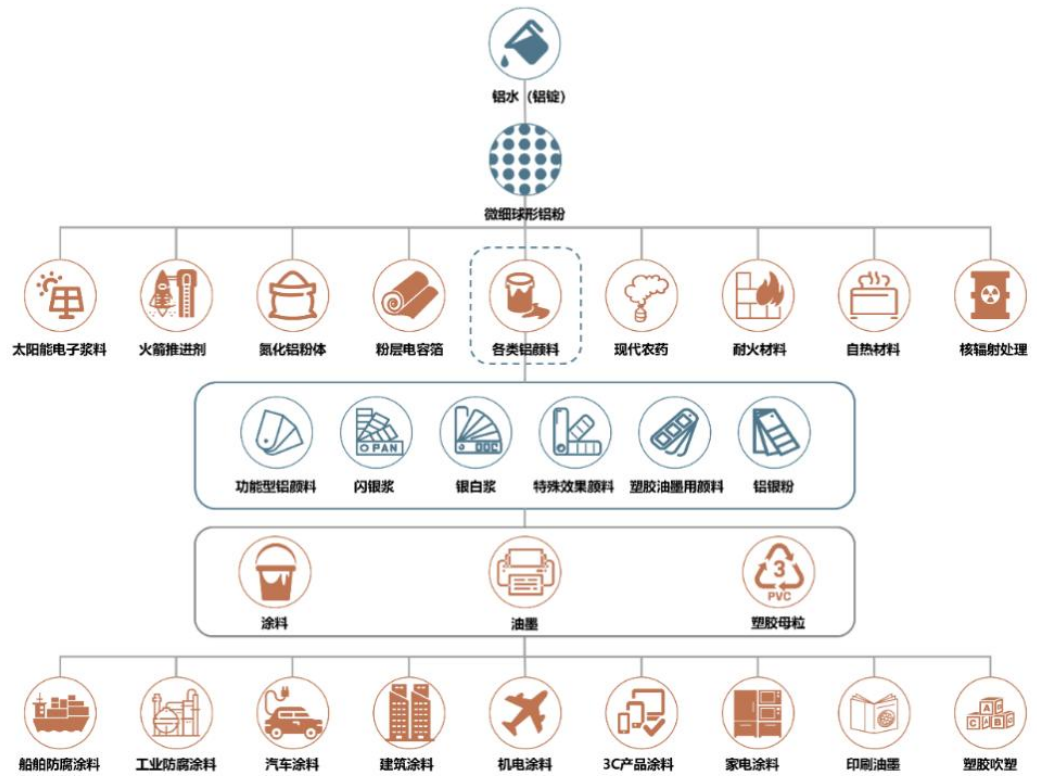 铝水（铝锭）
微细球形铝粉
太阳能电子浆料 火箭推进剂 氮化铝粉体 粉层电容箔 各类铝颜料 现代农药 耐火材料 自热材料 核辐射处理
PAN DOC
功能型铝颜料 闪银浆 银白浆 特殊效果颜料 塑胶油墨用颜料 铝银粉
3
PVC
涂料 油墨 塑胶母粒
A
C A B C
船舶防腐涂料 工业防腐涂料 汽车涂料 建筑涂料 机电涂料 3C产品涂料 家电涂料 印刷油墨 塑胶吹塑